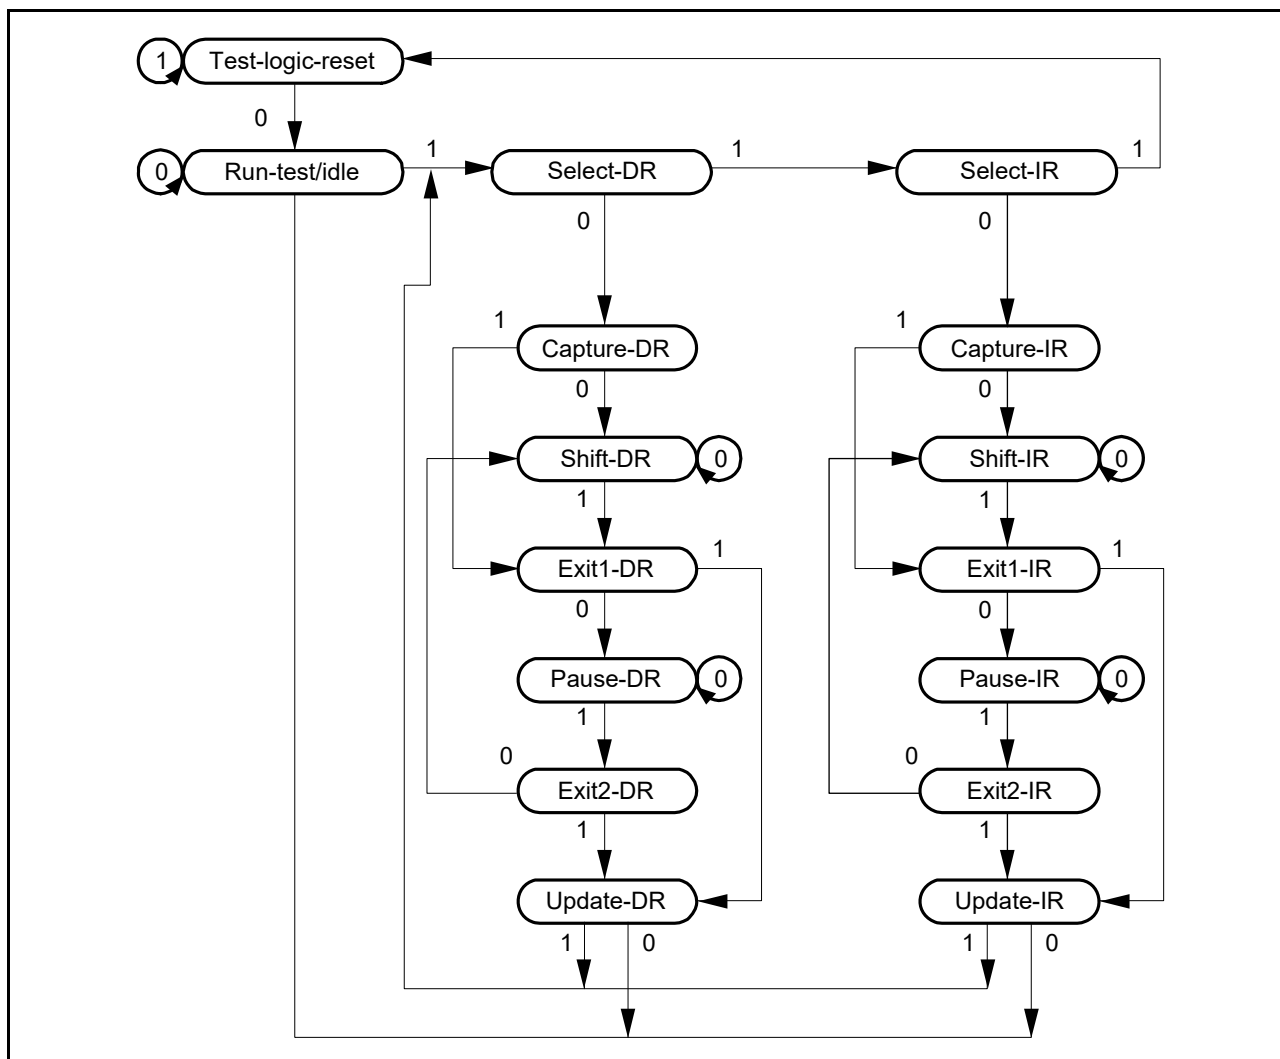 1
Test-logic-reset
0
0
Run-test/idle
1
Select-DR
1
Select-IR
1
0
0
1
Capture-DR
1
Capture-IR
0
0
Shift-DR
0
Shift-IR
0
1
1
Exit1-DR
1
Exit1-IR
1
0
0
Pause-DR
0
Pause-IR
0
1
1
0
Exit2-DR
0
Exit2-IR
1
1
Update-DR
Update-IR
1
0
1
0